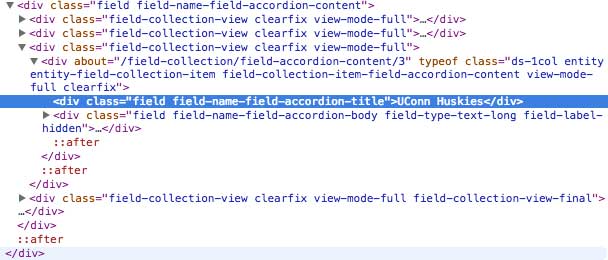 ▼<div class="field field-name-field-accordion-content">
▶<div class="field-collection-view clearfix view-mode-full">…</div>
▶<div class="field-collection-view clearfix view-mode-full">…</div>
▼<div class="field-collection-view clearfix view-mode-full">
▼<div about="/field-collection/field-accordion-content/3" typeof class="ds-1col entity
entity-field-collection-item field-collection-item-field-accordion-content view-mode-
full clearfix">
<div class="field field-name-field-accordion-title">UConn Huskies</div>
▶<div class="field field-name-field-accordion-body field-type-text-long field-label-
hidden">…</div>
::after
</div>
::after
</div>
▶<div class="field-collection-view clearfix view-mode-full field-collection-view-final">
…</div>
</div>
::after
</div>